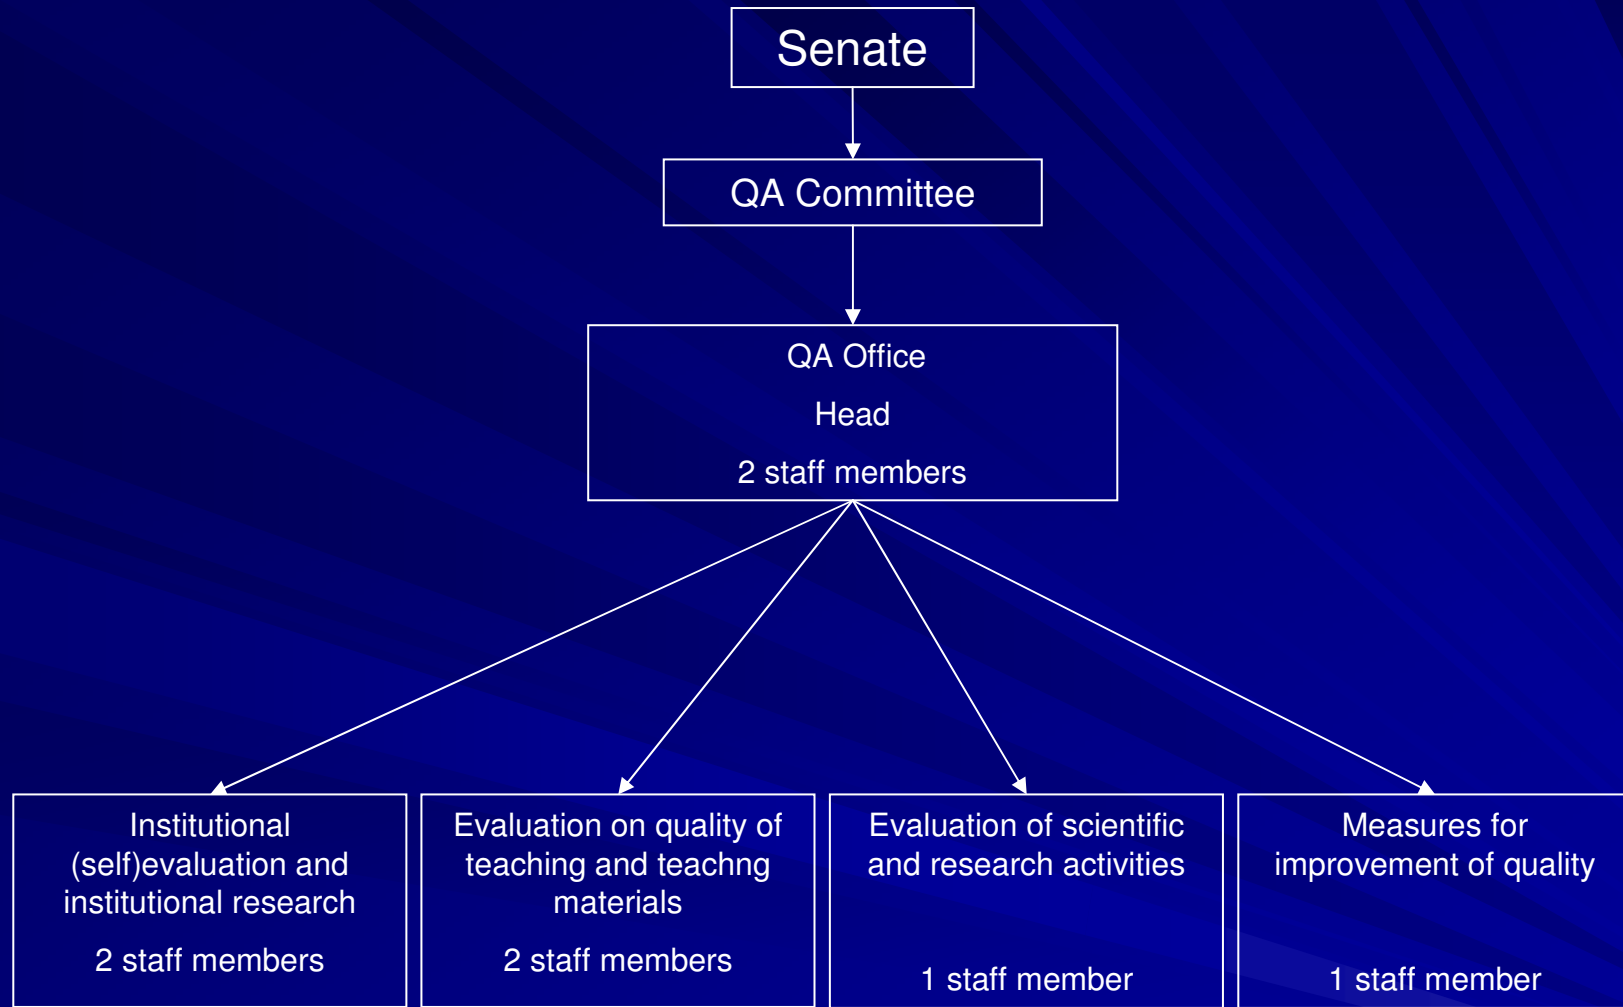 Senate
QA Committee
QA Office
Head
2 staff members
Institutional
(self)evaluation and
institutional research
2 staff members
Evaluation on quality of
teaching and teachng
materials
2 staff members
Evaluation of scientific
and research activities
1 staff member
Measures for
improvement of quality
1 staff member